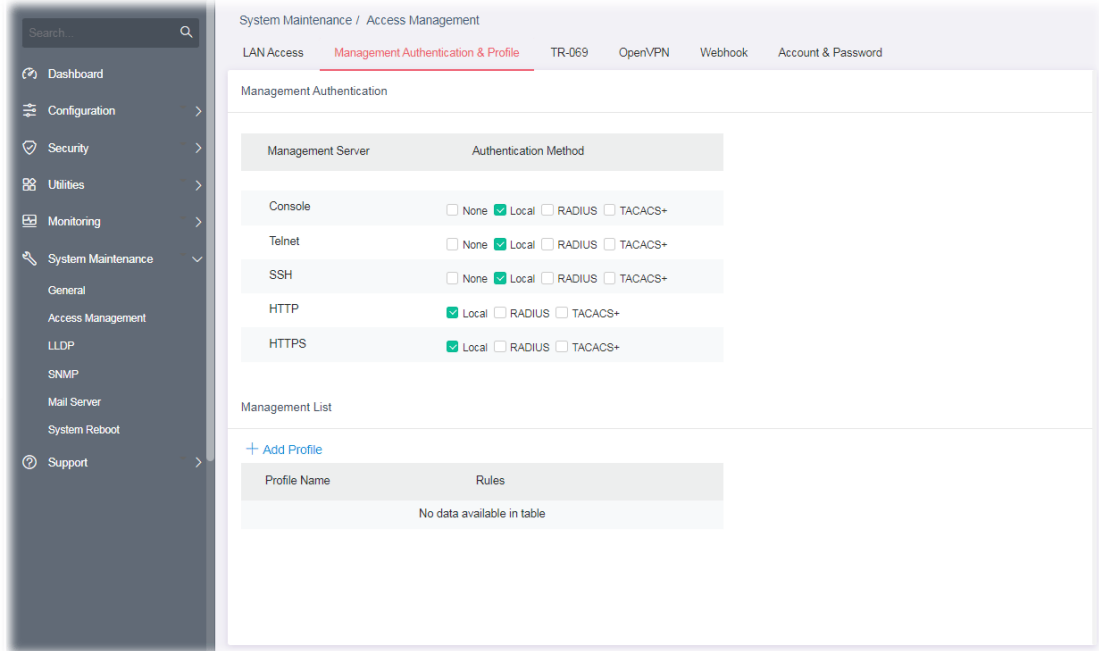 Search...
Dashboard
Configuration
Security
Utilities
Monitoring
System Maintenance
General
Access Management
LLDP
SNMP
Mail Server
System Reboot
Support
System Maintenance / Access Management
LAN Access Management Authentication & Profile TR-069 OpenVPN Webhook Account & Password
Management Authentication
Management Server Authentication Method
Console None Local RADIUS TACACS+
Telnet None Local RADIUS TACACS+
SSH None Local RADIUS TACACS+
HTTP Local RADIUS TACACS+
HTTPS Local RADIUS TACACS+
Management List
+ Add Profile
Profile Name Rules
No data available in table